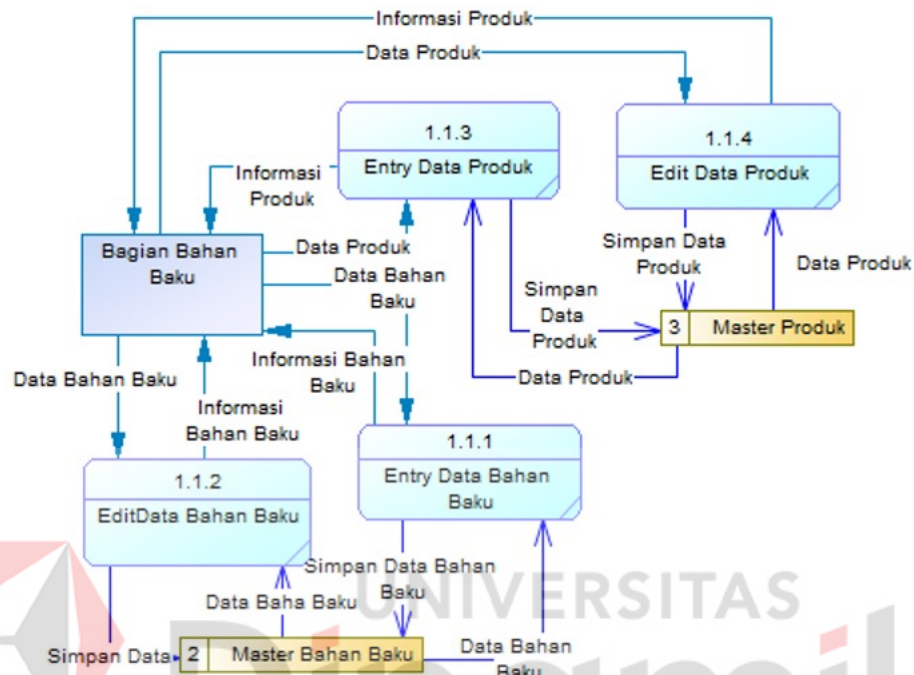 Informasi Produk
Data Produk
1.1.3
Entry Data Produk
1.1.4
Edit Data Produk
Informasi
Produk
Bagian Bahan
Baku
Data Produk
Data Bahan
Baku
Simpan Data
Produk
Data Produk
Simpan
Data
Produk
3 Master Produk
Data Produk
Informasi Bahan
Baku
Data Bahan Baku
Informasi
Bahan Baku
1.1.1
Entry Data Bahan
Baku
1.1.2
EditData Bahan Baku
Simpan Data Bahan
Baku
Data Baha Baku
UNIVERSITAS
Simpan Data
2 Master Bahan Baku
Data Bahan
Baku